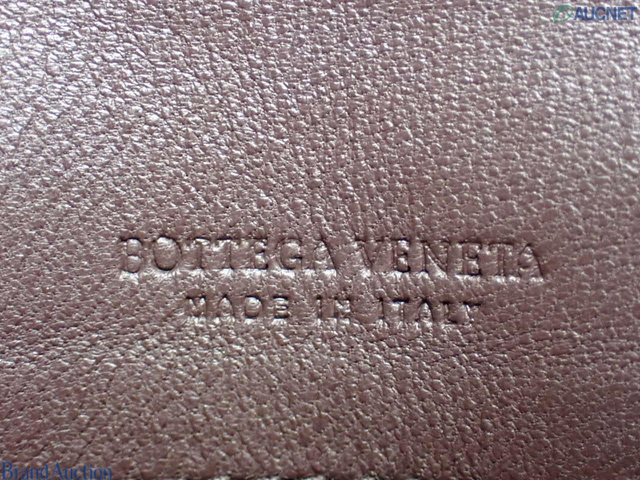 AUCNET
BOTTEGA VENETA
MADE IN ITALY
Brand Auction